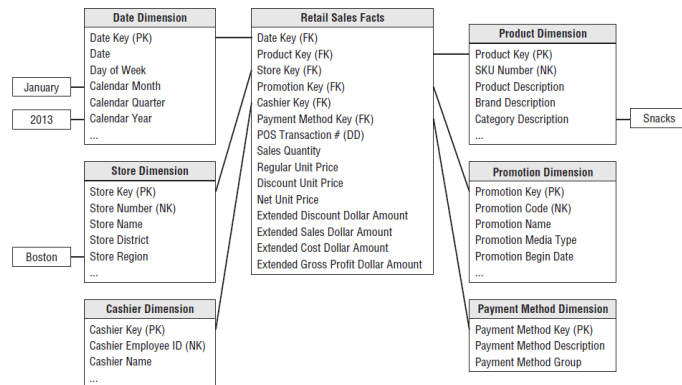 Date Dimension
Date Key (PK)
Date
Day of Week
Calendar Month
Calendar Quarter
Calendar Year
...
January
2013
Store Dimension
Store Key (PK)
Store Number (NK)
Store Name
Store District
Store Region
...
Boston
Cashier Dimension
Cashier Key (PK)
Cashier Employee ID (NK)
Cashier Name
...
Retail Sales Facts
Date Key (FK)
Product Key (FK)
Store Key (FK)
Promotion Key (FK)
Cashier Key (FK)
Payment Method Key (FK)
POS Transaction # (DD)
Sales Quantity
Regular Unit Price
Discount Unit Price
Net Unit Price
Extended Discount Dollar Amount
Extended Sales Dollar Amount
Extended Cost Dollar Amount
Extended Gross Profit Dollar Amount
Product Dimension
Product Key (PK)
SKU Number (NK)
Product Description
Brand Description
Category Description
...
Snacks
Promotion Dimension
Promotion Key (PK)
Promotion Code (NK)
Promotion Name
Promotion Media Type
Promotion Begin Date
...
Payment Method Dimension
Payment Method Key (PK)
Payment Method Description
Payment Method Group